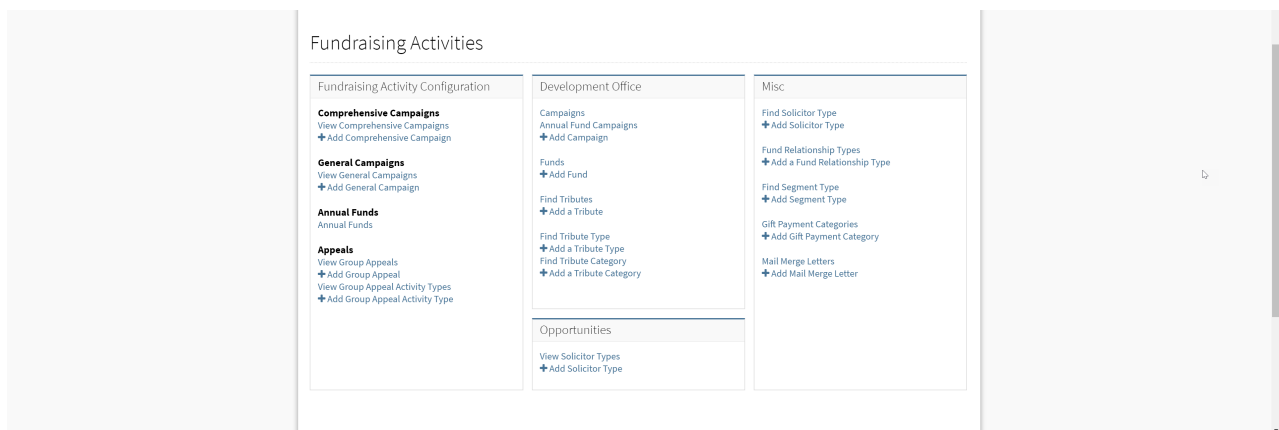 Fundraising Activities
Fundraising Activity Configuration
Comprehensive Campaigns
View Comprehensive Campaigns
+ Add Comprehensive Campaign
General Campaigns
View General Campaigns
+ Add General Campaign
Annual Funds
Annual Funds
Appeals
View Group Appeals
+ Add Group Appeal
View Group Appeal Activity Types
+ Add Group Appeal Activity Type
Development Office
Campaigns
Annual Fund Campaigns
+ Add Campaign
Funds
+ Add Fund
Find Tributes
+ Add a Tribute
Find Tribute Type
+ Add a Tribute Type
Find Tribute Category
+ Add a Tribute Category
Opportunities
View Solicitor Types
+ Add Solicitor Type
Misc
Find Solicitor Type
+ Add Solicitor Type
Fund Relationship Types
+ Add a Fund Relationship Type
Find Segment Type
+ Add Segment Type
Gift Payment Categories
+ Add Gift Payment Category
Mail Merge Letters
+ Add Mail Merge Letter